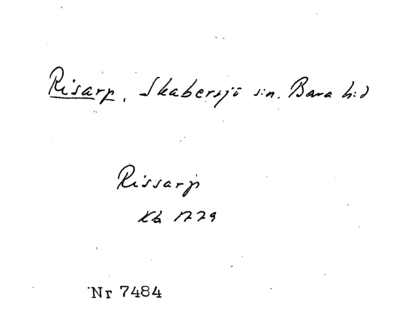 Risarp, Skabersjö s:n. Bara h:d
Rissarp
Kb 1729
Nr 7484